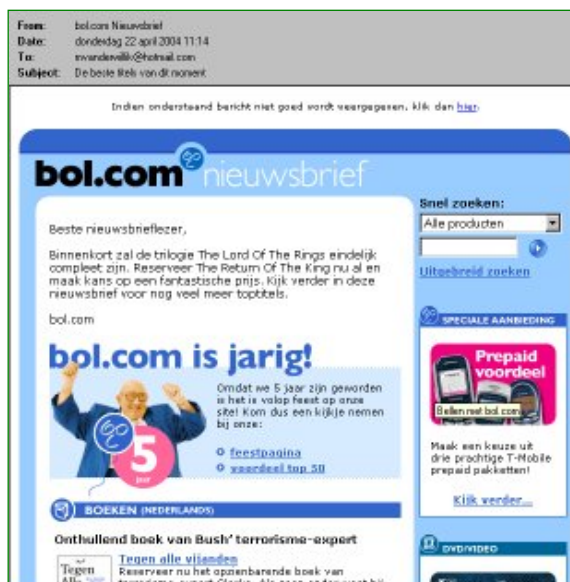 From: bol.com Nieuwsbrief
Date: donderdag 22 april 2004 11:14
To: mvanderwillik@hotmail.com
Subject: De beste titels van dit moment
Indien onderstaand bericht niet goed wordt weergegeven, klik dan hier.
bol.com nieuwsbrief
Beste nieuwsbrieflezer,
Binnenkort zal de trilogie The Lord Of The Rings eindelijk
compleet zijn. Reserveer The Return Of The King nu al en
maak kans op een fantastische prijs. Kijk verder in deze
nieuwsbrief voor nog veel meer toptitels.
bol.com
bol.com is jarig!
Omdat we 5 jaar zijn geworden
is het is volop feest op onze
site! Kom dus een kijkje nemen
bij onze:
feestpagina
voordeel top 50
5
jaar
BOEKEN (NEDERLANDS)
Onthullend boek van Bush' terrorisme-expert
Tegen
Alle
Tegen alle vijanden
Reserveer nu het opzienbarende boek van
Snel zoeken:
Alle producten
Uitgebreid zoeken
SPECIALE AANBIEDING
Prepaid
voordeel
Bellen met bol.com
Maak een keuze uit
drie prachtige T-Mobile
prepaid pakketten!
Kijk verder...
DVD/VIDEO